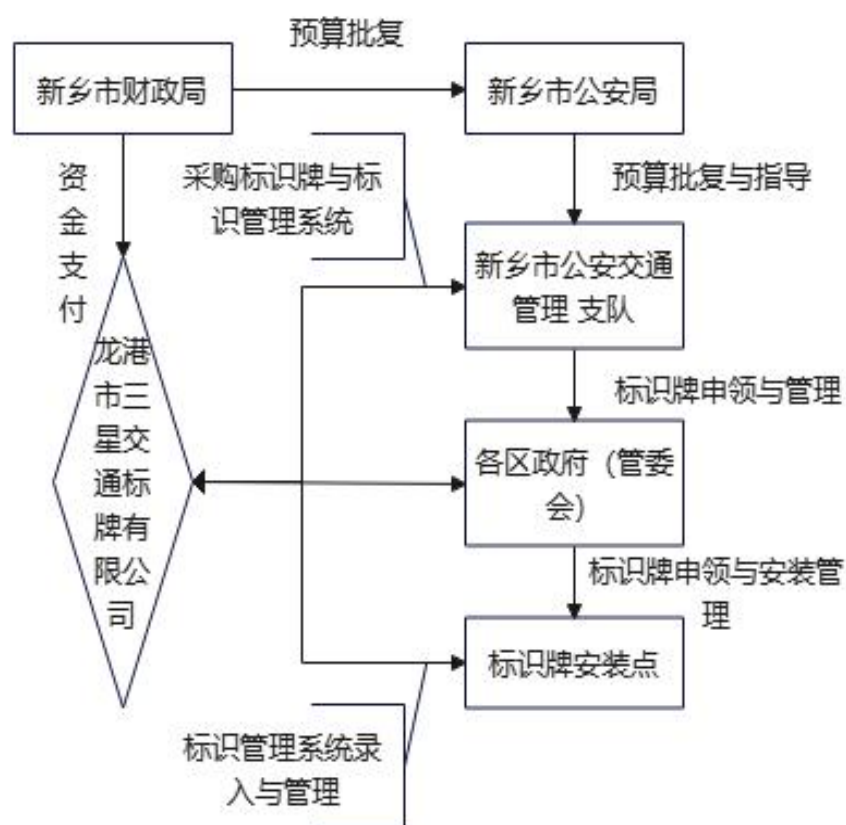 预算批复
新乡市财政局
新乡市公安局
资
金
支
付
采购标识牌与标
识管理系统
预算批复与指导
新乡市公安交通
管理 支队
龙港
市三
星交
通标
牌有
限公
司
标识牌申领与管理
各区政府（管委
会）
标识牌申领与安装管
理
标识牌安装点
标识管理系统录
入与管理